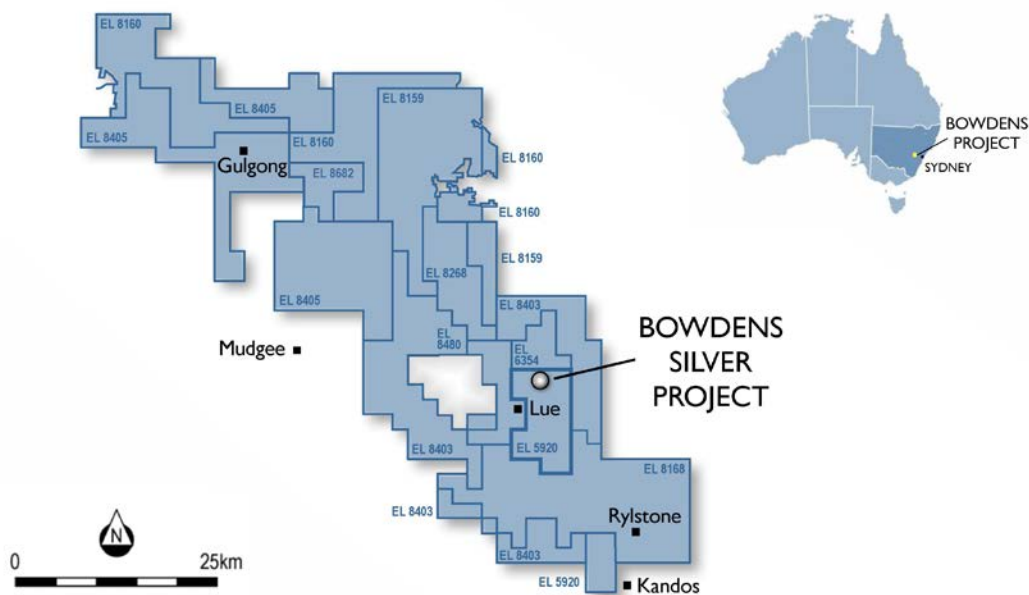 EL 8160
EL 8159
EL 8405
EL 8405
EL 8160
Gulgong
EL 8682
EL 8160
EL 8160
EL 8159
EL 8268
EL 8405
EL 8403
Mudgee
EL
8480
EL
6354
BOWDENS
SILVER
PROJECT
Lue
EL 8403
EL 5920
EL 8168
EL 8403
Rylstone
EL 8403
EL 5920
Kandos
N
0
25km
BOWDENS
PROJECT
SYDNEY